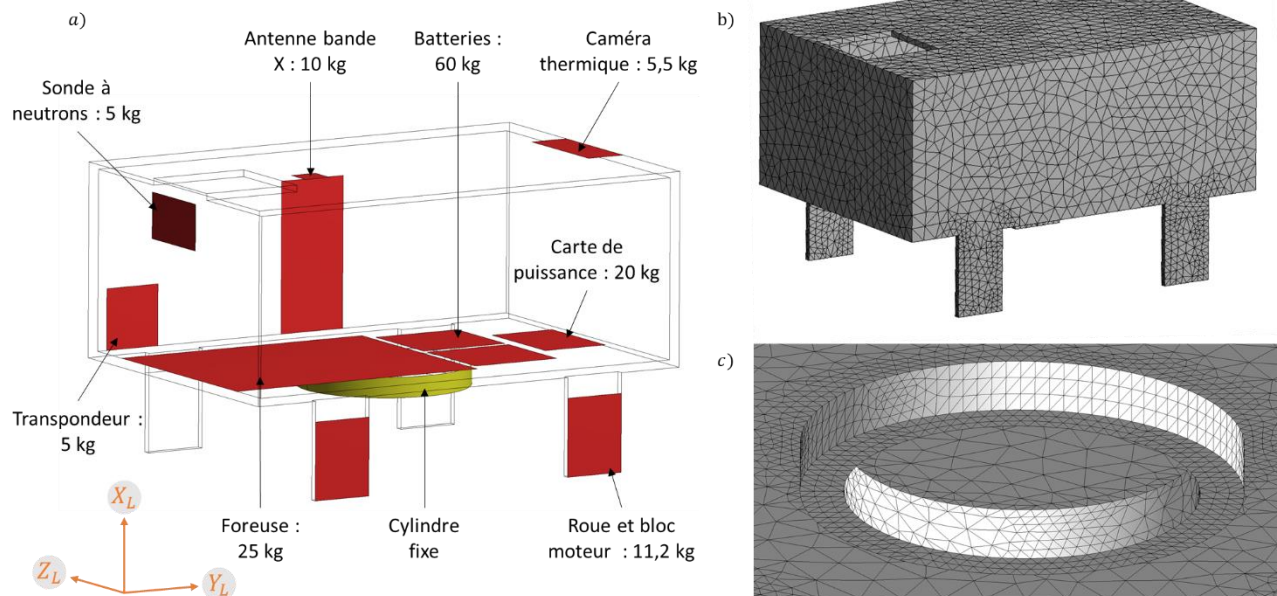 a)
Antenne bande
X : 10 kg
Batteries :
60 kg
Caméra
thermique : 5,5 kg
Sonde à
neutrons : 5 kg
Carte de
puissance : 20 kg
Transpondeur :
5 kg
Foreuse :
25 kg
Cylindre
fixe
Roue et bloc
moteur : 11,2 kg
X_L
Z_L
Y_L
b)
c)